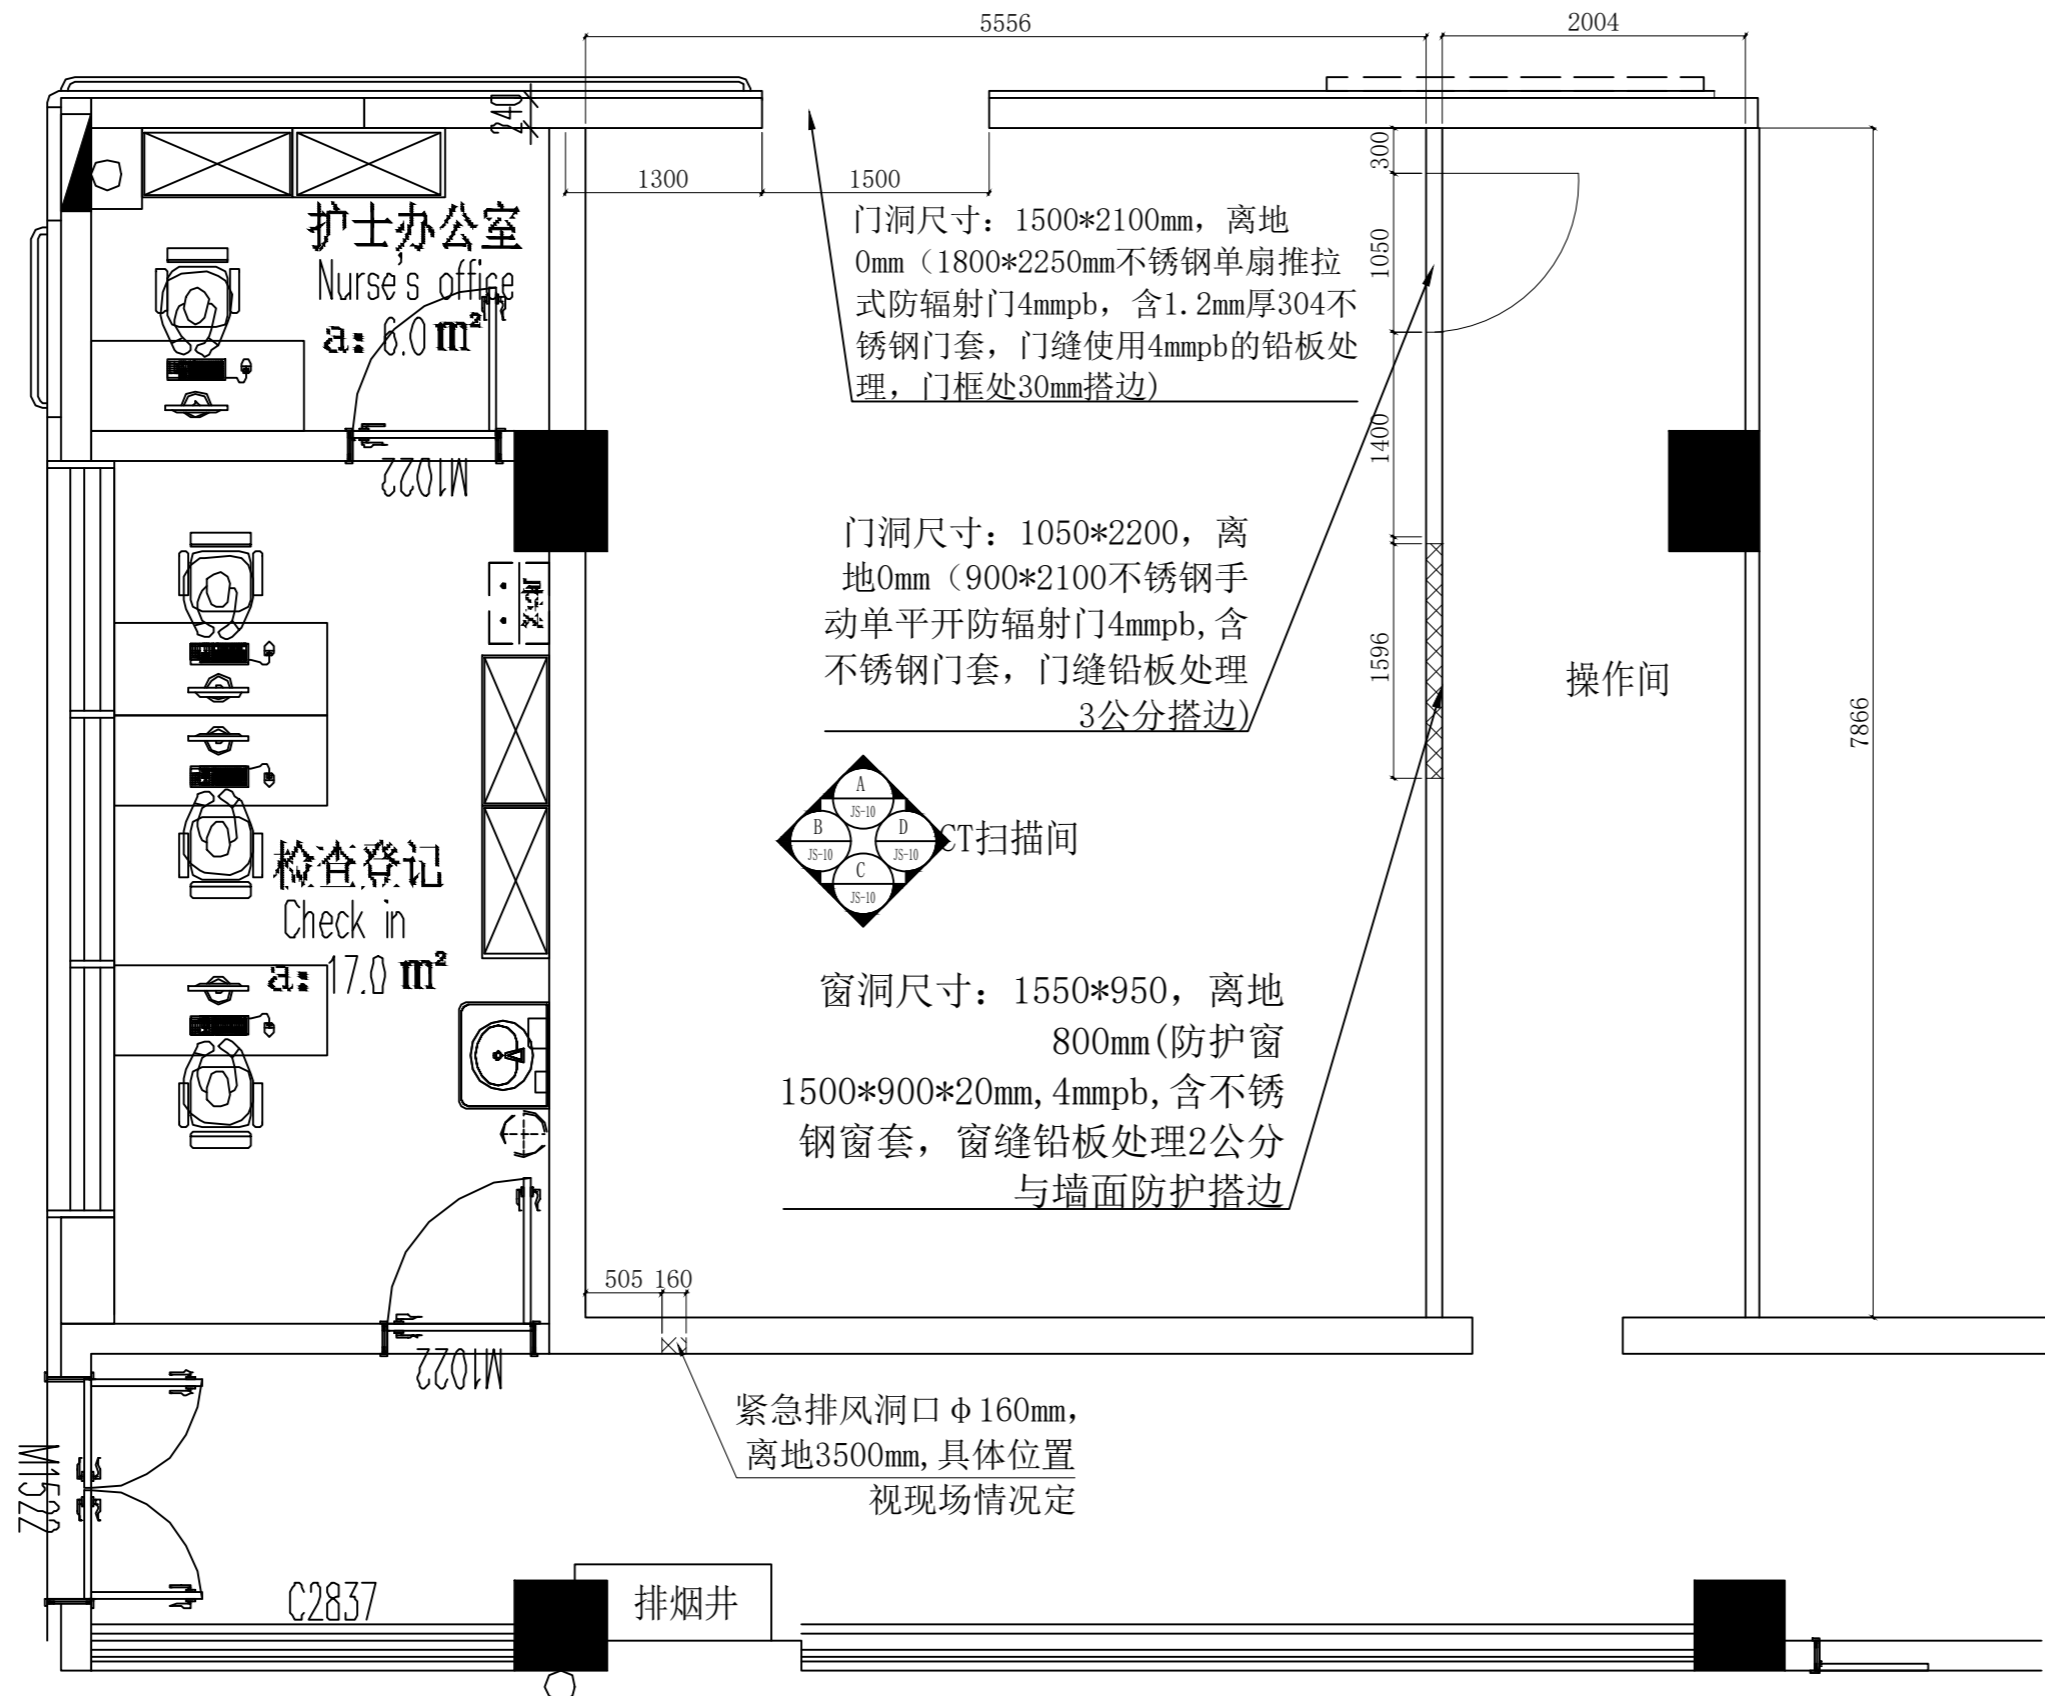 5556
2004
240
1300
1500
300
1050
1400
1596
7866
护士办公室
Nurse's office
a: 6.0 m²
M1022
门洞尺寸：1500*2100mm，离地
0mm（1800*2250mm不锈钢单扇推拉
式防辐射门4mmpb，含1.2mm厚304不
锈钢门套，门缝使用4mmpb的铅板处
理，门框处30mm搭边)
门洞尺寸：1050*2200，离
地0mm（900*2100不锈钢手
动单平开防辐射门4mmpb,含
不锈钢门套，门缝铅板处理
3公分搭边)
操作间
A
JS-10
B
JS-10
D
JS-10
C
JS-10
CT扫描间
检查登记
Check in
a: 17.0 m²
窗洞尺寸：1550*950，离地
800mm(防护窗
1500*900*20mm,4mmpb,含不锈
钢窗套，窗缝铅板处理2公分
与墙面防护搭边
505 160
M1022
紧急排风洞口φ160mm，
离地3500mm,具体位置
视现场情况定
M1522
C2837
排烟井